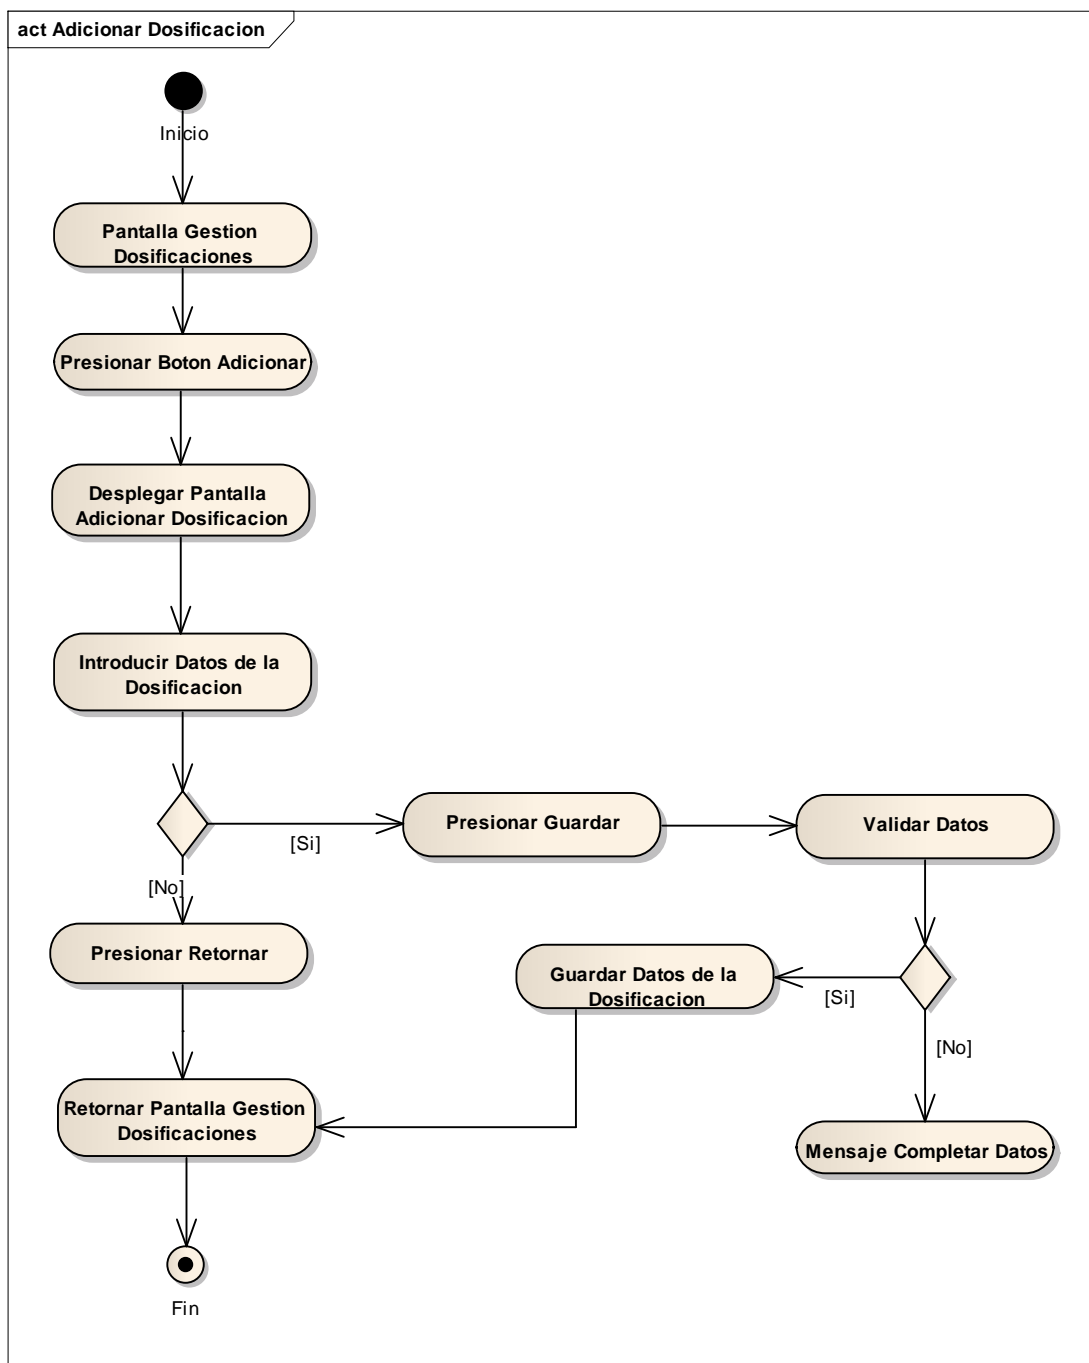 act Adicionar Dosificacion
Inicio
Pantalla Gestion
Dosificaciones
Presionar Boton Adicionar
Desplegar Pantalla
Adicionar Dosificacion
Introducir Datos de la
Dosificacion
[Si]
Presionar Guardar
Validar Datos
[No]
Presionar Retornar
Guardar Datos de la
Dosificacion
[Si]
[No]
Retornar Pantalla Gestion
Dosificaciones
Mensaje Completar Datos
Fin